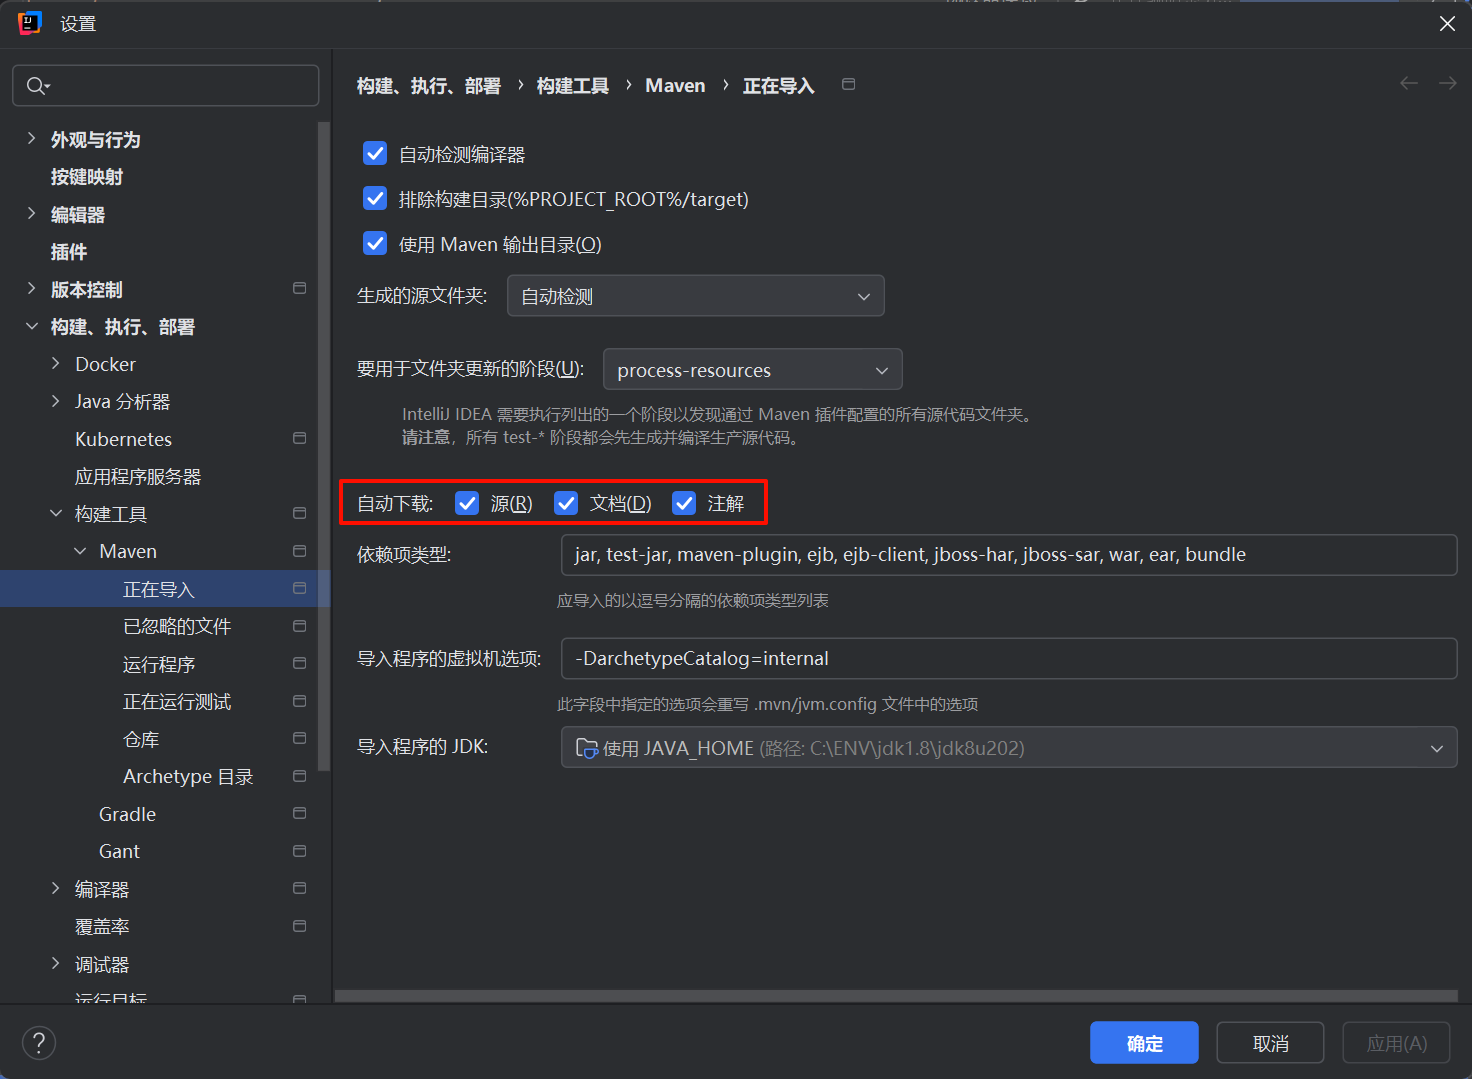 设置
外观与行为
按键映射
编辑器
插件
版本控制
构建、执行、部署
Docker
Java 分析器
Kubernetes
应用程序服务器
构建工具
Maven
正在导入
已忽略的文件
运行程序
正在运行测试
仓库
Archetype 目录
Gradle
Gant
编译器
覆盖率
调试器
运行目标
构建、执行、部署 › 构建工具 › Maven › 正在导入
自动检测编译器
排除构建目录(%PROJECT_ROOT%/target)
使用 Maven 输出目录(O)
生成的源文件夹: 自动检测
要用于文件夹更新的阶段(U): process-resources
IntelliJ IDEA 需要执行列出的一个阶段以发现通过 Maven 插件配置的所有源代码文件夹。
请注意，所有 test-* 阶段都会先生成并编译生产源代码。
自动下载: 源(R) 文档(D) 注解
依赖项类型: jar, test-jar, maven-plugin, ejb, ejb-client, jboss-har, jboss-sar, war, ear, bundle
应导入的以逗号分隔的依赖项类型列表
导入程序的虚拟机选项: -DarchetypeCatalog=internal
此字段中指定的选项会重写 .mvn/jvm.config 文件中的选项
导入程序的 JDK: 使用 JAVA_HOME (路径: C:\ENV\jdk1.8\jdk8u202)
? 确定 取消 应用(A)